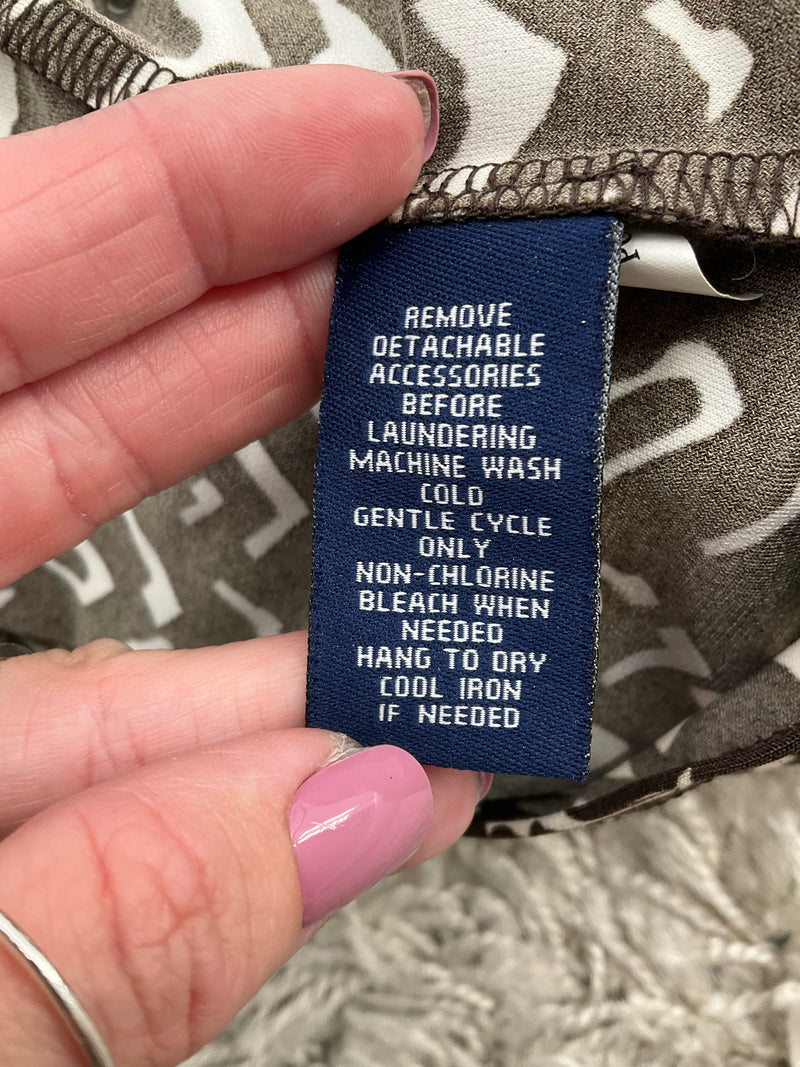 REMOVE
DETACHABLE
ACCESSORIES
BEFORE
LAUNDERING
MACHINE WASH
COLD
GENTLE CYCLE
ONLY
NON-CHLORINE
BLEACH WHEN
NEEDED
HANG TO DRY
COOL IRON
IF NEEDED